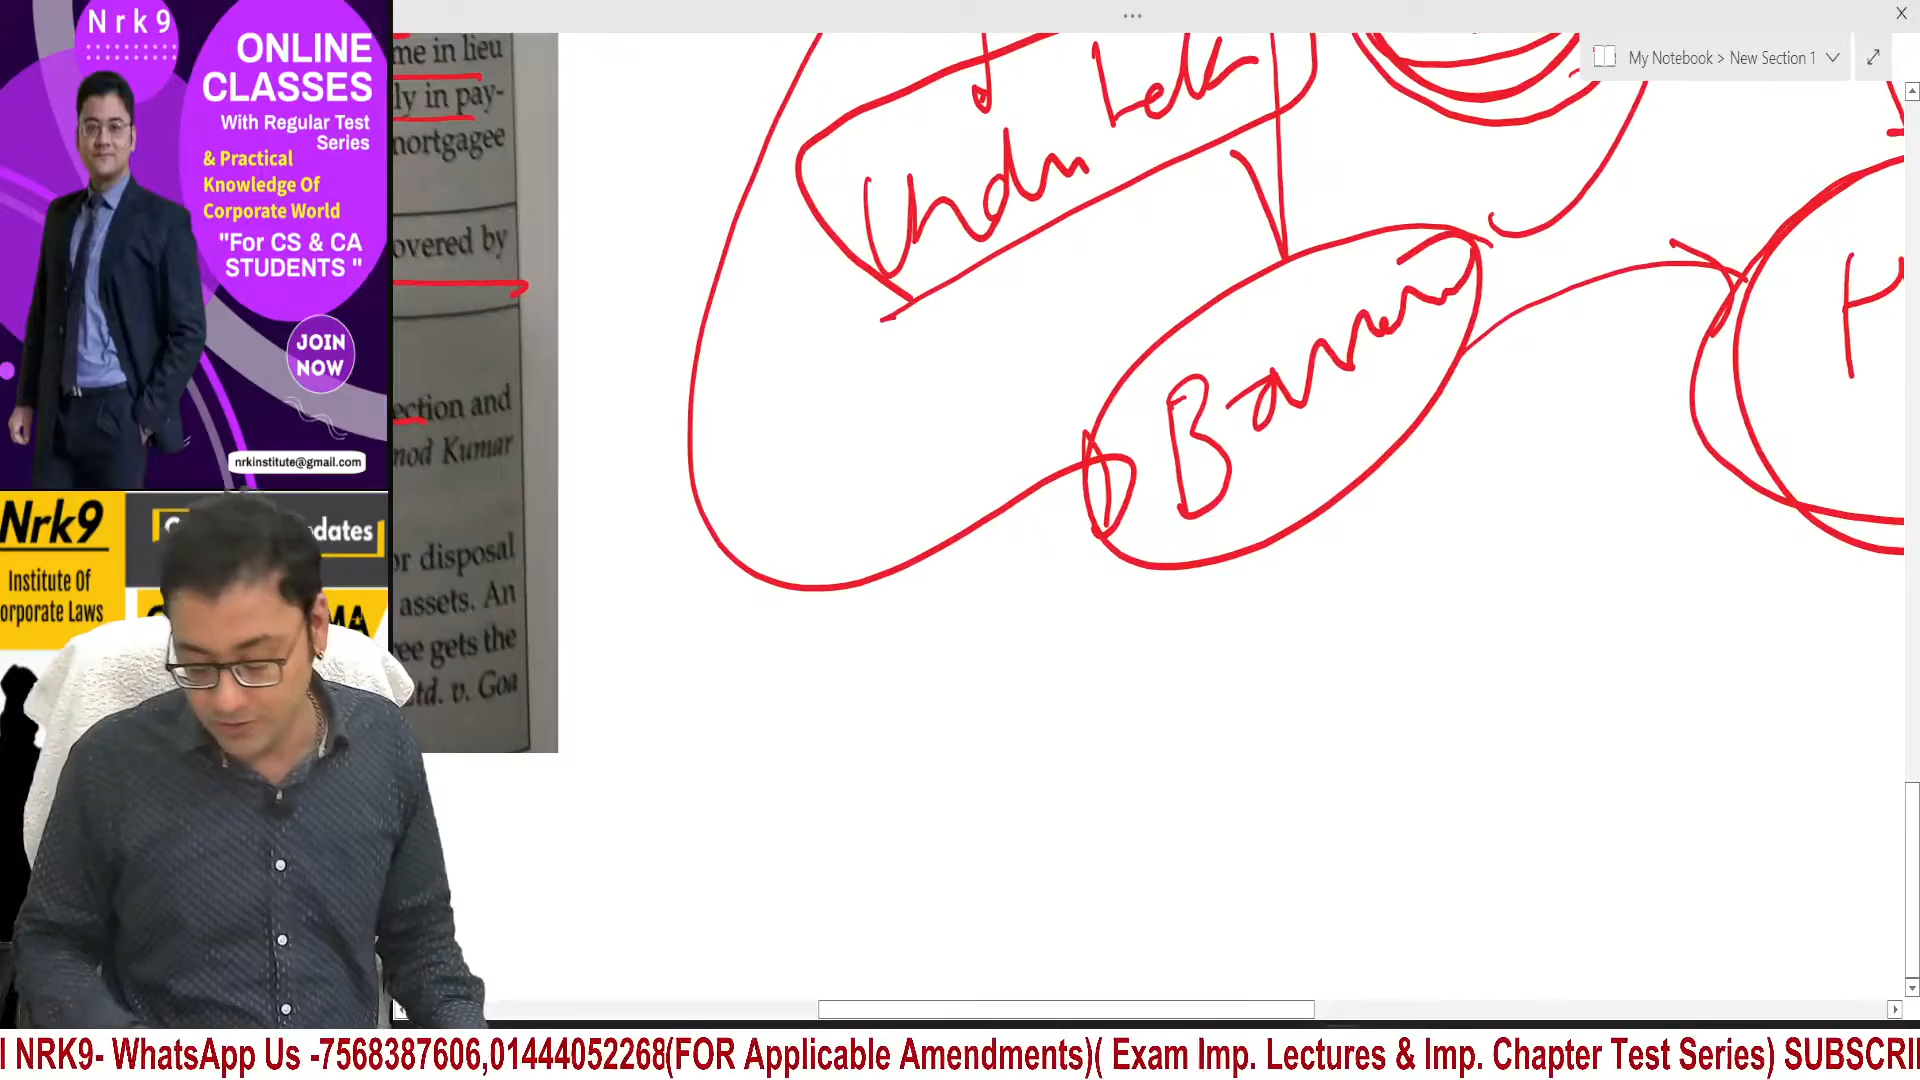 Nrk9
ONLINE
CLASSES
With Regular Test
Series
& Practical
Knowledge Of
Corporate World
"For CS & CA
STUDENTS "
JOIN
NOW
nrkinstitute@gmail.com
Nrk9
Institute Of
orporate Laws
dates
MA
me in lieu
ly in pay-
nortgagee
overed by
ection and
nod Kumar
or disposal
assets. An
ee gets the
td. v. Goa
My Notebook > New Section 1
I NRK9- WhatsApp Us -7568387606,01444052268(FOR Applicable Amendments)( Exam Imp. Lectures & Imp. Chapter Test Series) SUBSCRI